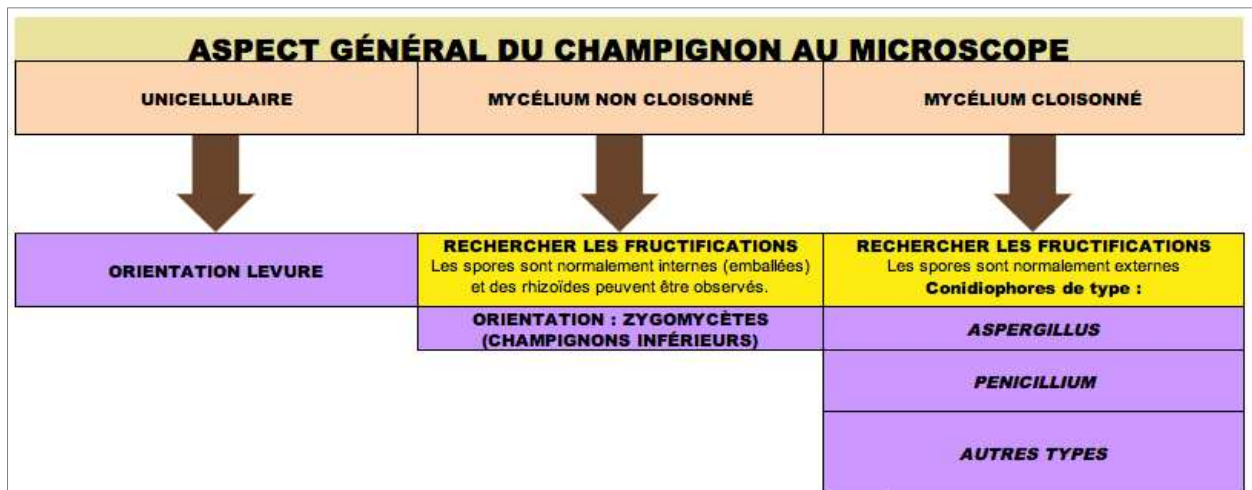 ASPECT GÉNÉRAL DU CHAMPIGNON AU MICROSCOPE
UNICELLULAIRE
MYCÉLIUM NON CLOISONNÉ
MYCÉLIUM CLOISONNÉ
ORIENTATION LEVURE
RECHERCHER LES FRUCTIFICATIONS
Les spores sont normalement internes (emballées)
et des rhizoïdes peuvent être observés.
ORIENTATION : ZYGOMYCÈTES
(CHAMPIGNONS INFÉRIEURS)
RECHERCHER LES FRUCTIFICATIONS
Les spores sont normalement externes
Conidiophores de type :
ASPERGILLUS
PENICILLIUM
AUTRES TYPES